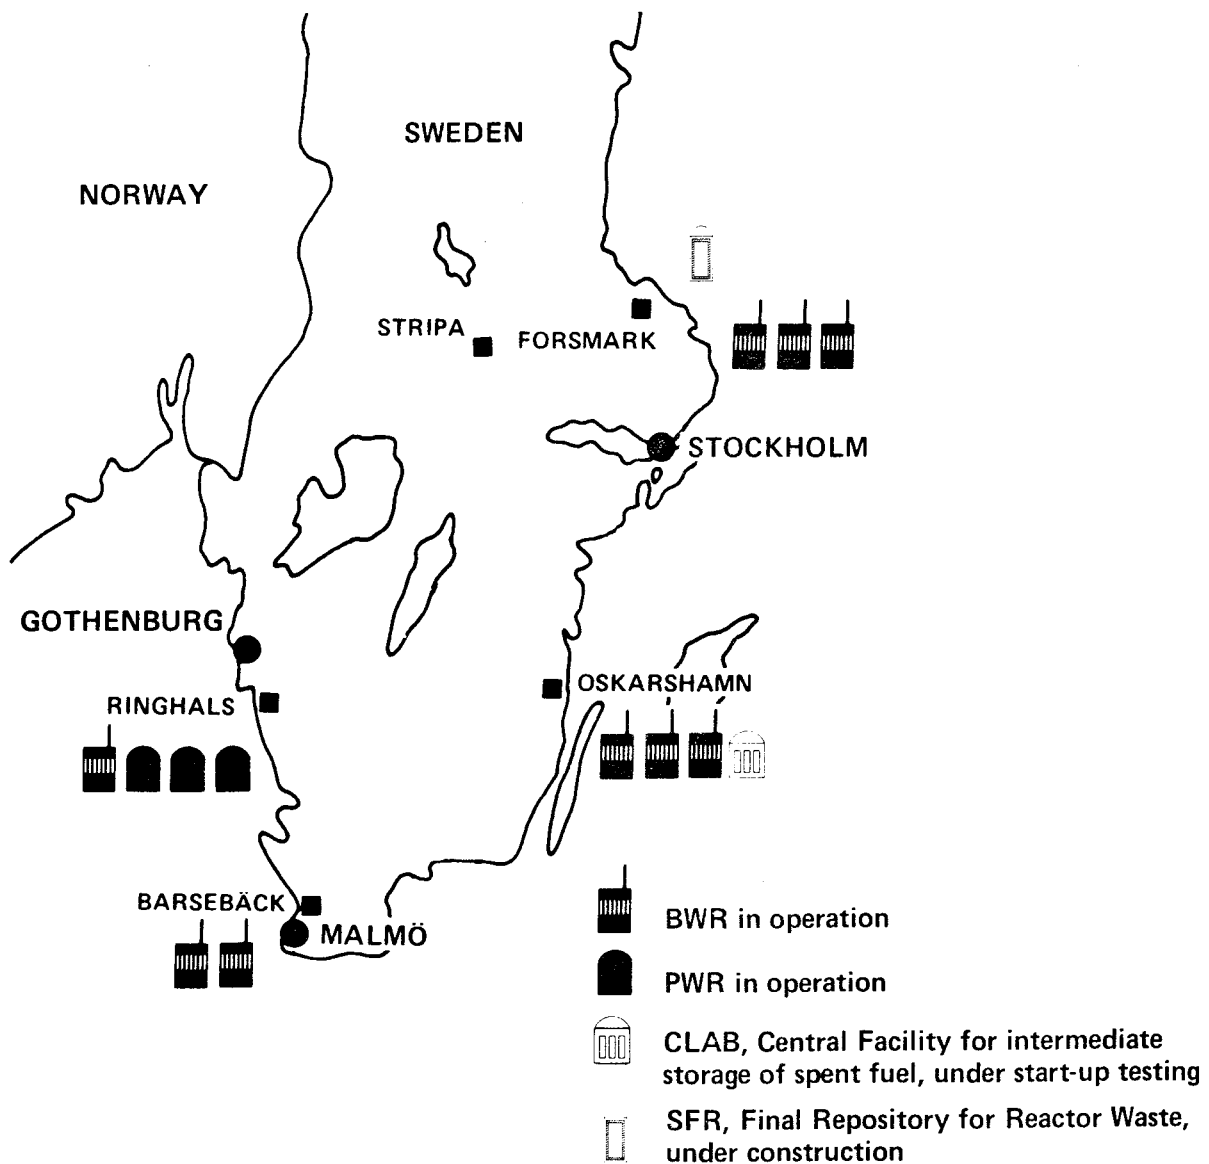 SWEDEN
NORWAY
STRIPA
FORSMARK
STOCKHOLM
GOTHENBURG
OSKARSHAMN
RINGHALS
BARSEBÄCK
MALMÖ
BWR in operation
PWR in operation
CLAB, Central Facility for intermediate
storage of spent fuel, under start-up testing
SFR, Final Repository for Reactor Waste,
under construction